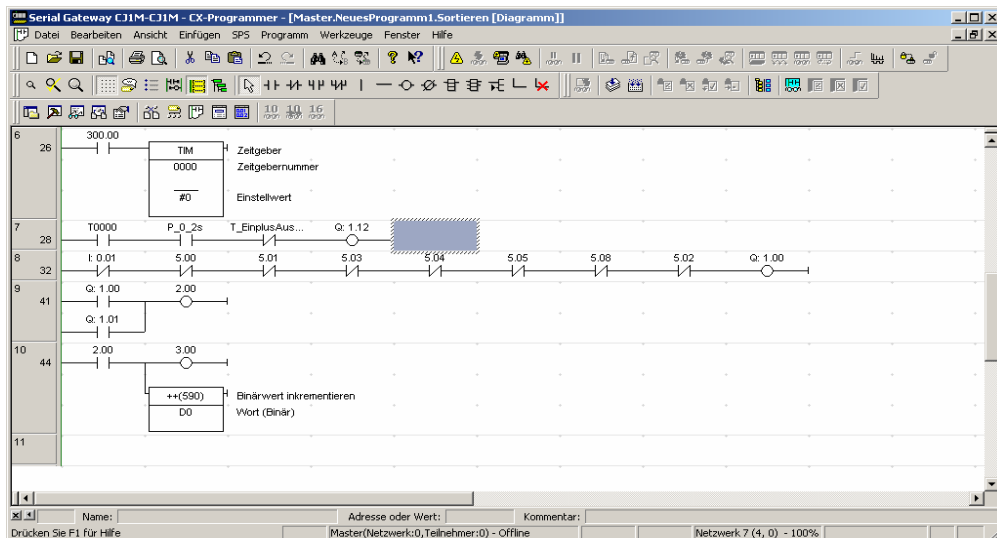 Serial Gateway CJ1M-CJ1M - CX-Programmer - [Master.NeuesProgramm1.Sortieren [Diagramm]]
Datei Bearbeiten Ansicht Einfügen SPS Programm Werkzeuge Fenster Hilfe
10 10 16
6
26
300.00
TIM Zeitgeber
0000 Zeitgebernummer
#0 Einstellwert
7
28
T0000 P_0_2s T_EinplusAus... Q: 1.12
8
32
I: 0.01 5.00 5.01 5.03 5.04 5.05 5.08 5.02 Q: 1.00
9
41
Q: 1.00 2.00
Q: 1.01
10
44
2.00 3.00
++(590) Binärwert inkrementieren
D0 Wort (Binär)
11
Name: Adresse oder Wert: Kommentar:
Drücken Sie F1 für Hilfe Master(Netzwerk:0,Teilnehmer:0) - Offline Netzwerk 7 (4, 0) - 100%